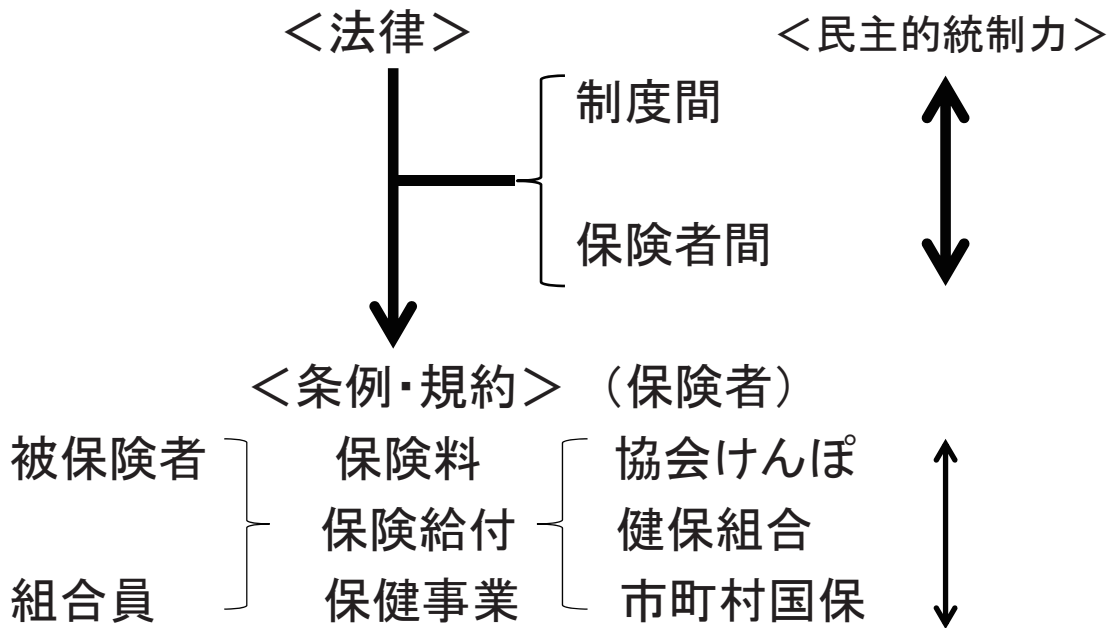 ＜法律＞ ＜民主的統制力＞
制度間
保険者間
＜条例・規約＞（保険者）
被保険者 保険料 協会けんぽ
保険給付 健保組合
組合員 保健事業 市町村国保